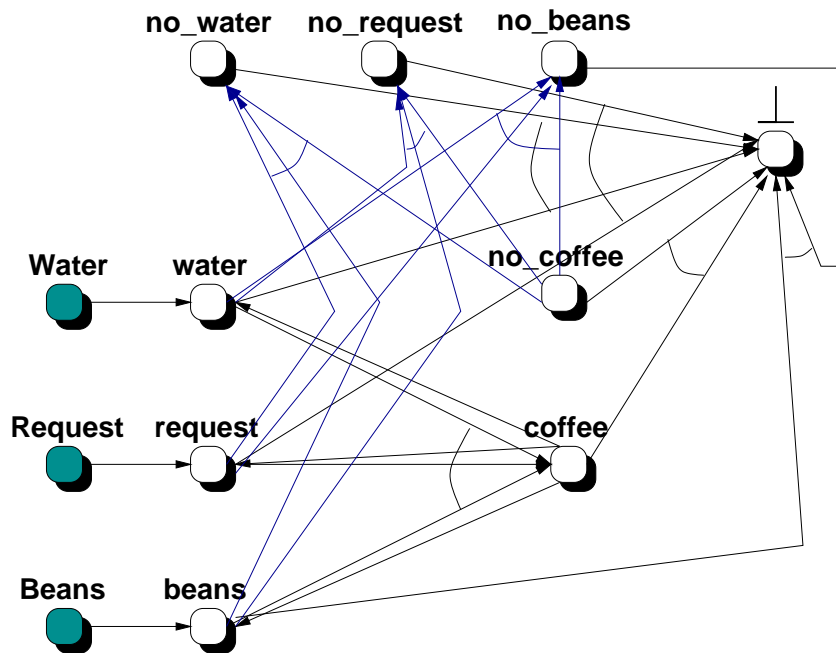 no_water no_request no_beans
⊥
no_coffee
Water water
Request request coffee
Beans beans